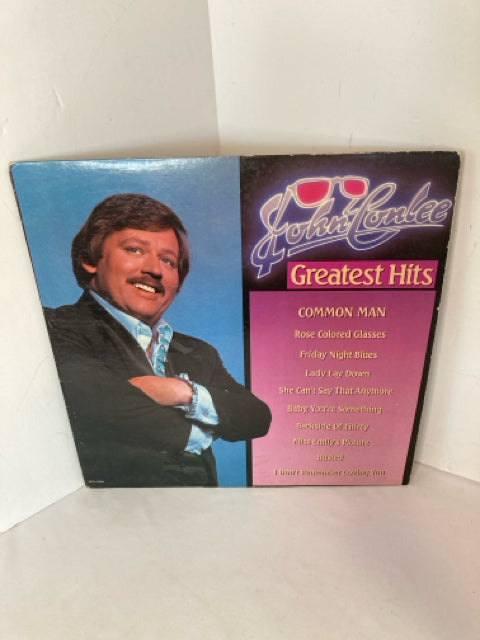 John Conlee
Greatest Hits
COMMON MAN
Rose Colored Glasses
Friday Night Blues
Lady Lay Down
She Can't Say That Anymore
Baby You're Something
Backside Of Thirty
Miss Emily's Picture
Busted
I Don't Remember Loving You